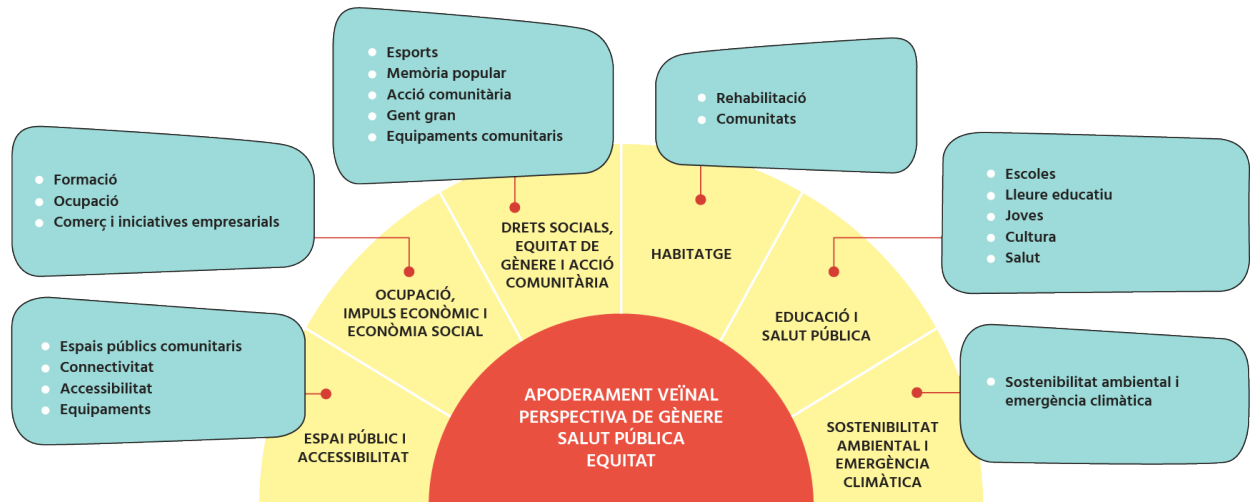 Esports
Memòria popular
Acció comunitària
Gent gran
Equipaments comunitaris
Rehabilitació
Comunitats
Formació
Ocupació
Comerç i iniciatives empresarials
Escoles
Lleure educatiu
Joves
Cultura
Salut
Espais públics comunitaris
Connectivitat
Accessibilitat
Equipaments
Sostenibilitat ambiental i
emergència climàtica
ESPAI PÚBLIC I
ACCESSIBILITAT
OCUPACIÓ,
IMPULS ECONÒMIC I
ECONÒMIA SOCIAL
DRETS SOCIALS,
EQUITAT DE
GÈNERE I ACCIÓ
COMUNITÀRIA
HABITATGE
EDUCACIÓ I
SALUT PÚBLICA
SOSTENIBILITAT
AMBIENTAL I
EMERGÈNCIA
CLIMÀTICA
APODERAMENT VEÏNAL
PERSPECTIVA DE GÈNERE
SALUT PÚBLICA
EQUITAT